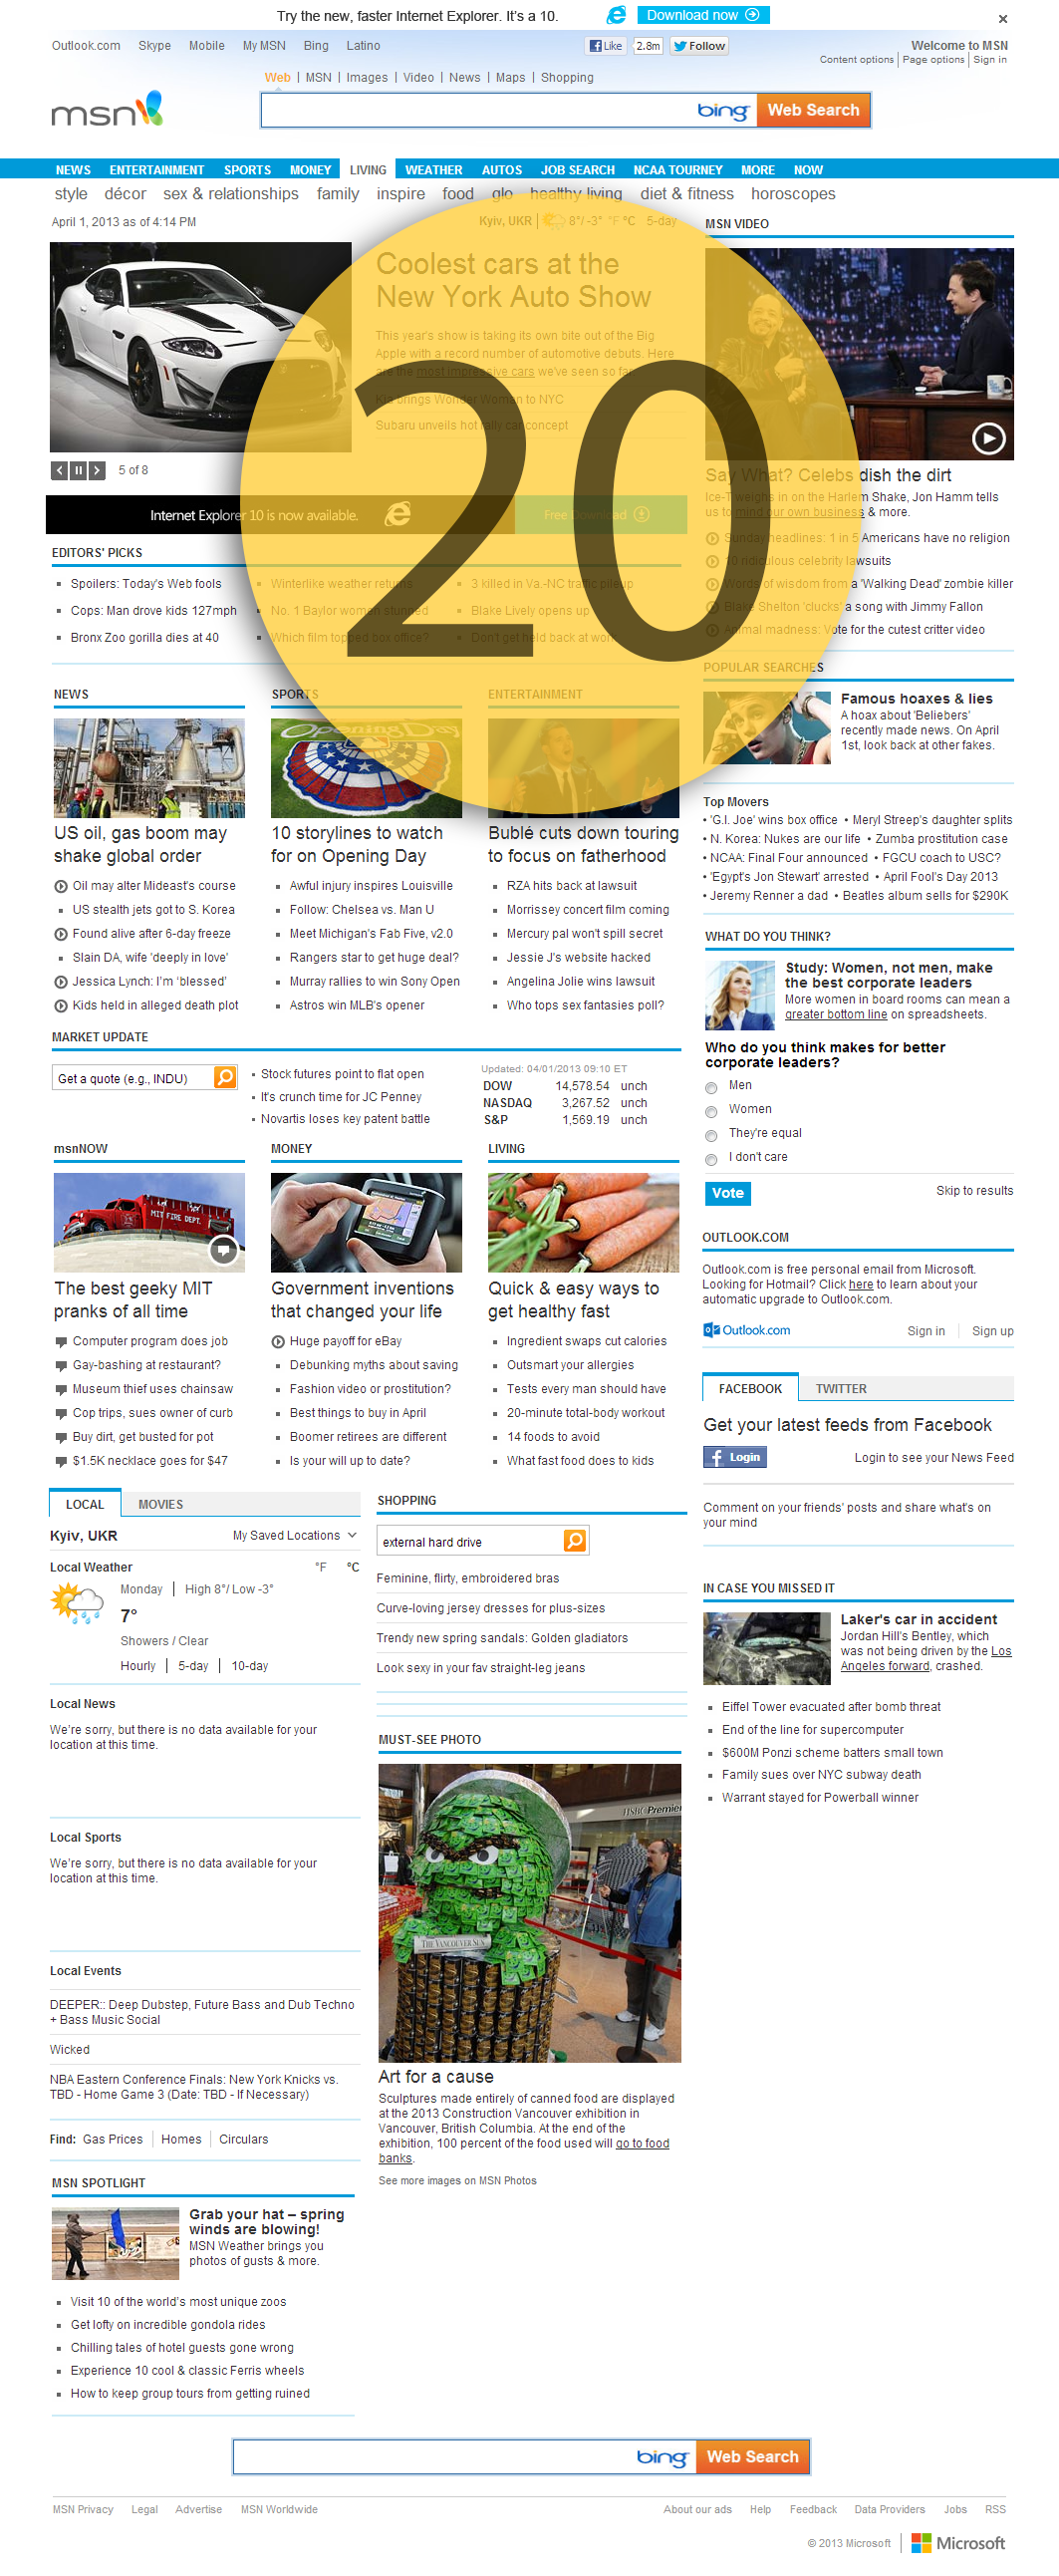 Try the new, faster Internet Explorer. It's a 10.
Download now
Outlook.com Skype Mobile My MSN Bing Latino
Like 2.8m Follow
Welcome to MSN
Content options Page options Sign in
Web MSN Images Video News Maps Shopping
msn
bing Web Search
NEWS ENTERTAINMENT SPORTS MONEY LIVING WEATHER AUTOS JOB SEARCH NCAA TOURNEY MORE NOW
style décor sex & relationships family inspire food glo healthy living diet & fitness horoscopes
April 1, 2013 as of 4:14 PM
Kyiv, UKR 8°/ -3° °F °C 5-day
20
Coolest cars at the
New York Auto Show
This year's show is taking its own bite out of the Big
Apple with a record number of automotive debuts. Here
are the most impressive cars we've seen so far.
Kia brings Wonder Woman to NYC
Subaru unveils hot rally car concept
5 of 8
Internet Explorer 10 is now available.
Free Download
EDITORS' PICKS
Spoilers: Today's Web fools
Cops: Man drove kids 127mph
Bronx Zoo gorilla dies at 40
Winterlike weather returns
No. 1 Baylor women stunned
Which film topped box office?
3 killed in Va.-NC traffic pileup
Blake Lively opens up
Don't get held back at work
MSN VIDEO
Say What? Celebs dish the dirt
Ice-T weighs in on the Harlem Shake, Jon Hamm tells
us to mind our own business & more.
Sunday headlines: 1 in 5 Americans have no religion
10 ridiculous celebrity lawsuits
Words of wisdom from a 'Walking Dead' zombie killer
Blake Shelton 'clucks' a song with Jimmy Fallon
Animal madness: Vote for the cutest critter video
POPULAR SEARCHES
Famous hoaxes & lies
A hoax about 'Beliebers'
recently made news. On April
1st, look back at other fakes.
Top Movers
• 'G.I. Joe' wins box office • Meryl Streep's daughter splits
• N. Korea: Nukes are our life • Zumba prostitution case
• NCAA: Final Four announced • FGCU coach to USC?
• 'Egypt's Jon Stewart' arrested • April Fool's Day 2013
• Jeremy Renner a dad • Beatles album sells for $290K
NEWS
US oil, gas boom may
shake global order
Oil may alter Mideast's course
US stealth jets got to S. Korea
Found alive after 6-day freeze
Slain DA, wife 'deeply in love'
Jessica Lynch: I'm 'blessed'
Kids held in alleged death plot
SPORTS
Opening Day
10 storylines to watch
for on Opening Day
Awful injury inspires Louisville
Follow: Chelsea vs. Man U
Meet Michigan's Fab Five, v2.0
Rangers star to get huge deal?
Murray rallies to win Sony Open
Astros win MLB's opener
ENTERTAINMENT
Bublé cuts down touring
to focus on fatherhood
RZA hits back at lawsuit
Morrissey concert film coming
Mercury pal won't spill secret
Jessie J's website hacked
Angelina Jolie wins lawsuit
Who tops sex fantasies poll?
WHAT DO YOU THINK?
Study: Women, not men, make
the best corporate leaders
More women in board rooms can mean a
greater bottom line on spreadsheets.
Who do you think makes for better
corporate leaders?
Men
Women
They're equal
I don't care
Vote Skip to results
MARKET UPDATE
Get a quote (e.g., INDU)
Stock futures point to flat open
It's crunch time for JC Penney
Novartis loses key patent battle
Updated: 04/01/2013 09:10 ET
DOW 14,578.54 unch
NASDAQ 3,267.52 unch
S&P 1,569.19 unch
msnNOW
MIT FIRE DEPT.
The best geeky MIT
pranks of all time
Computer program does job
Gay-bashing at restaurant?
Museum thief uses chainsaw
Cop trips, sues owner of curb
Buy dirt, get busted for pot
$1.5K necklace goes for $47
MONEY
Government inventions
that changed your life
Huge payoff for eBay
Debunking myths about saving
Fashion video or prostitution?
Best things to buy in April
Boomer retirees are different
Is your will up to date?
LIVING
Quick & easy ways to
get healthy fast
Ingredient swaps cut calories
Outsmart your allergies
Tests every man should have
20-minute total-body workout
14 foods to avoid
What fast food does to kids
OUTLOOK.COM
Outlook.com is free personal email from Microsoft.
Looking for Hotmail? Click here to learn about your
automatic upgrade to Outlook.com.
Outlook.com Sign in Sign up
FACEBOOK TWITTER
Get your latest feeds from Facebook
Login Login to see your News Feed
Comment on your friends' posts and share what's on
your mind
LOCAL MOVIES
Kyiv, UKR My Saved Locations
Local Weather °F °C
Monday High 8°/ Low -3°
7°
Showers / Clear
Hourly 5-day 10-day
Local News
We're sorry, but there is no data available for your
location at this time.
Local Sports
We're sorry, but there is no data available for your
location at this time.
Local Events
DEEPER:: Deep Dubstep, Future Bass and Dub Techno
+ Bass Music Social
Wicked
NBA Eastern Conference Finals: New York Knicks vs.
TBD - Home Game 3 (Date: TBD - If Necessary)
Find: Gas Prices Homes Circulars
SHOPPING
external hard drive
Feminine, flirty, embroidered bras
Curve-loving jersey dresses for plus-sizes
Trendy new spring sandals: Golden gladiators
Look sexy in your fav straight-leg jeans
MUST-SEE PHOTO
HSBC Premier
THE VANCOUVER SUN
Art for a cause
Sculptures made entirely of canned food are displayed
at the 2013 Construction Vancouver exhibition in
Vancouver, British Columbia. At the end of the
exhibition, 100 percent of the food used will go to food
banks.
See more images on MSN Photos
IN CASE YOU MISSED IT
Laker's car in accident
Jordan Hill's Bentley, which
was not being driven by the Los
Angeles forward, crashed.
Eiffel Tower evacuated after bomb threat
End of the line for supercomputer
$600M Ponzi scheme batters small town
Family sues over NYC subway death
Warrant stayed for Powerball winner
MSN SPOTLIGHT
Grab your hat – spring
winds are blowing!
MSN Weather brings you
photos of gusts & more.
Visit 10 of the world's most unique zoos
Get lofty on incredible gondola rides
Chilling tales of hotel guests gone wrong
Experience 10 cool & classic Ferris wheels
How to keep group tours from getting ruined
bing Web Search
MSN Privacy Legal Advertise MSN Worldwide
About our ads Help Feedback Data Providers Jobs RSS
© 2013 Microsoft Microsoft